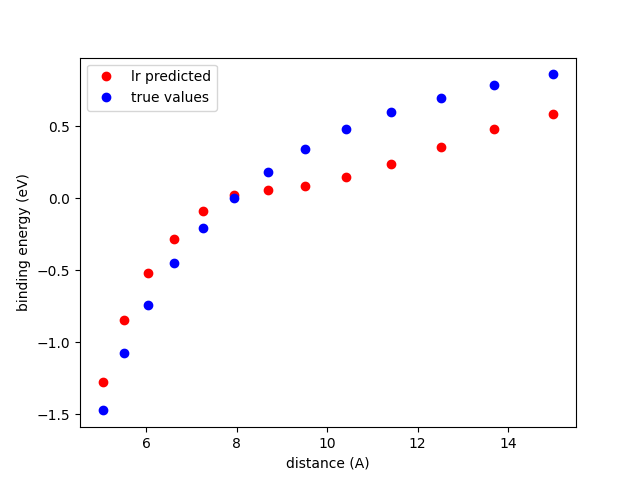 lr predicted
true values
binding energy (eV)
0.5
0.0
−0.5
−1.0
−1.5
6
8
10
12
14
distance (A)